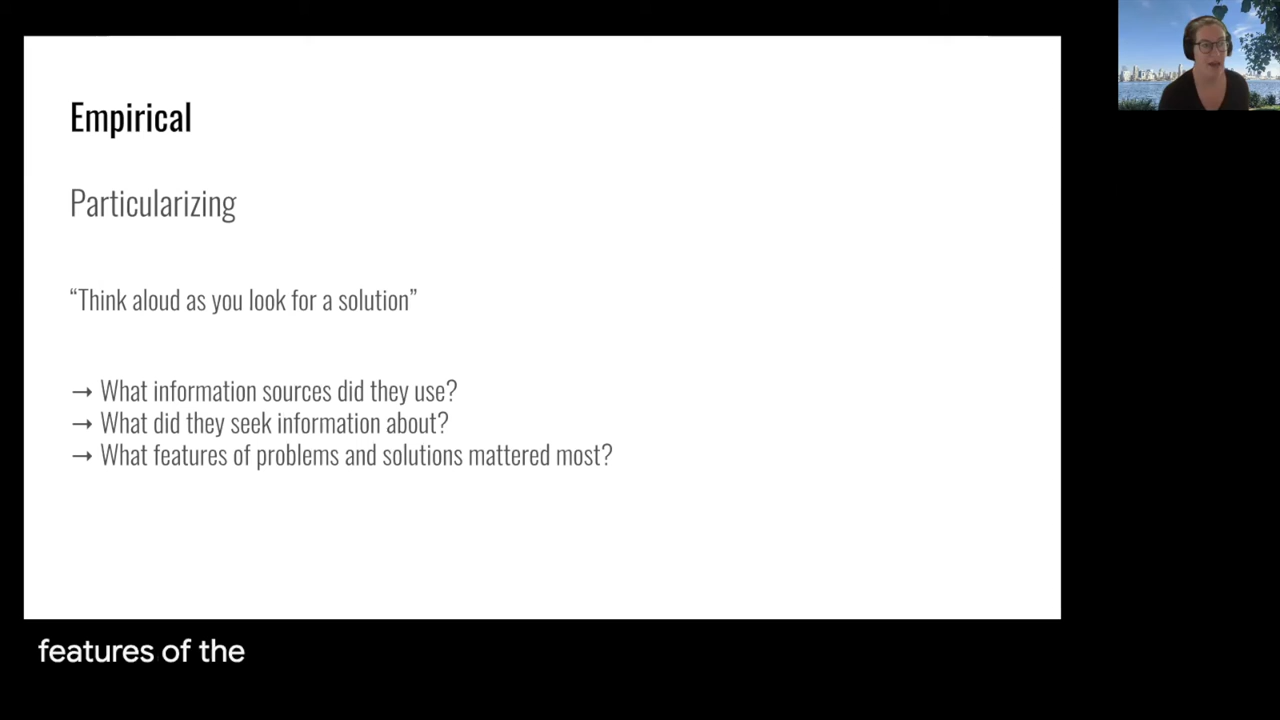 Empirical
Particularizing
“Think aloud as you look for a solution”
→ What information sources did they use?
→ What did they seek information about?
→ What features of problems and solutions mattered most?
features of the